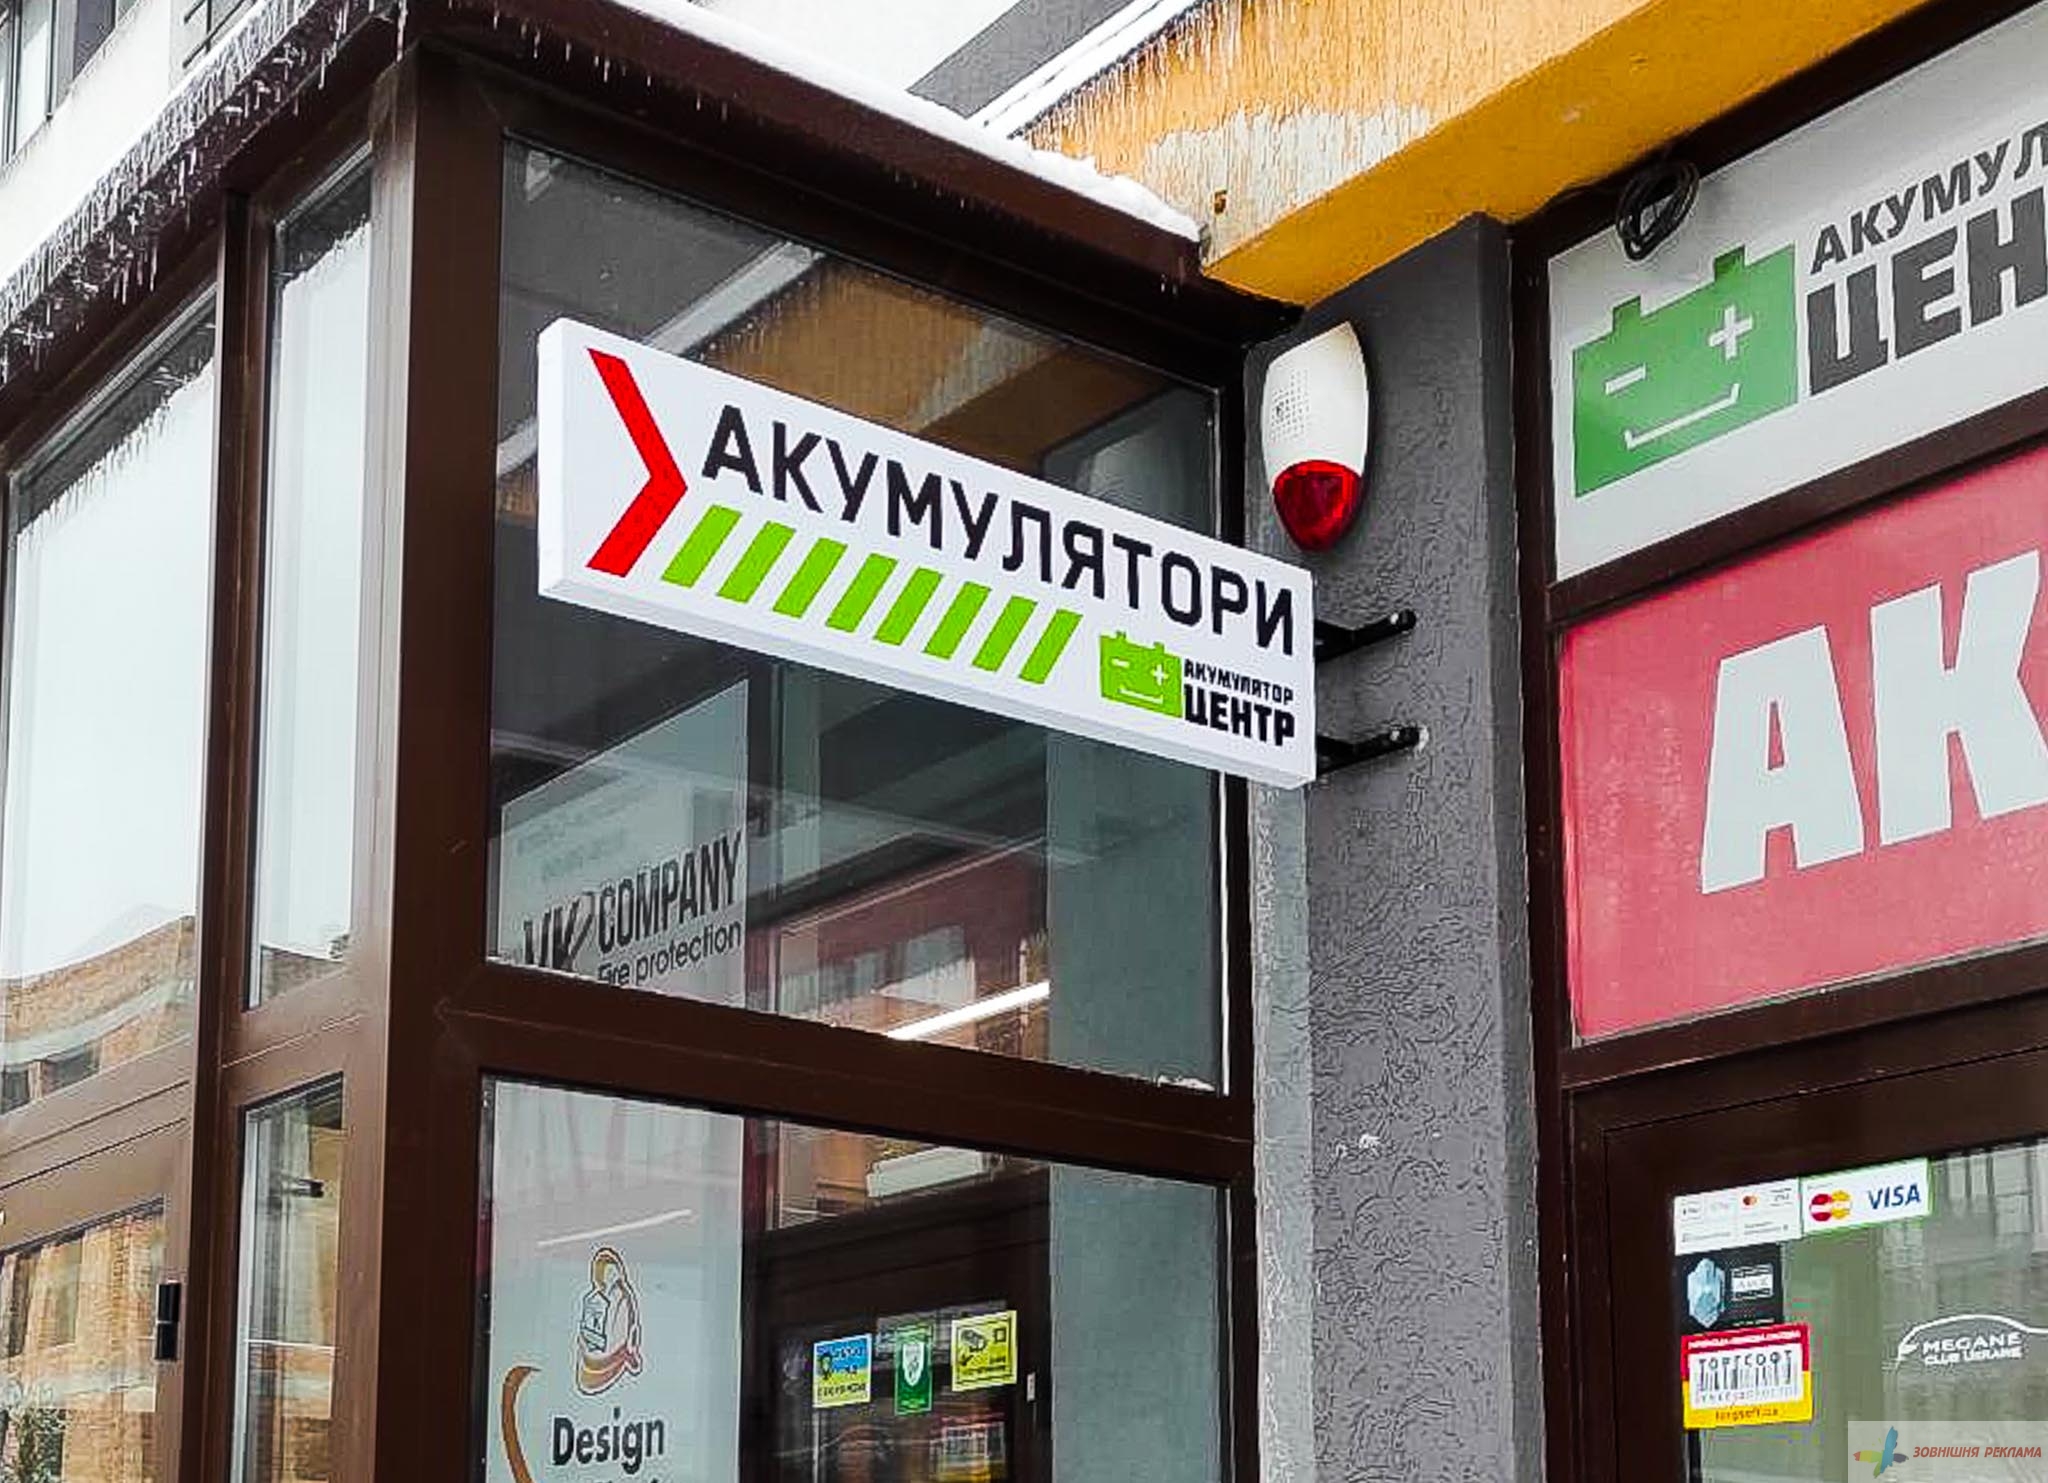 АКУМУЛЯТОРИ
АКУМУЛЯТОР
ЦЕНТР
АКУМУЛ
ЦЕН
АК
COMPANY
Fire protection
Design
VISA
MEGANE
CLUB UKRAINE
ТОРГСОФТ
ЗОВНІШНЯ РЕКЛАМА